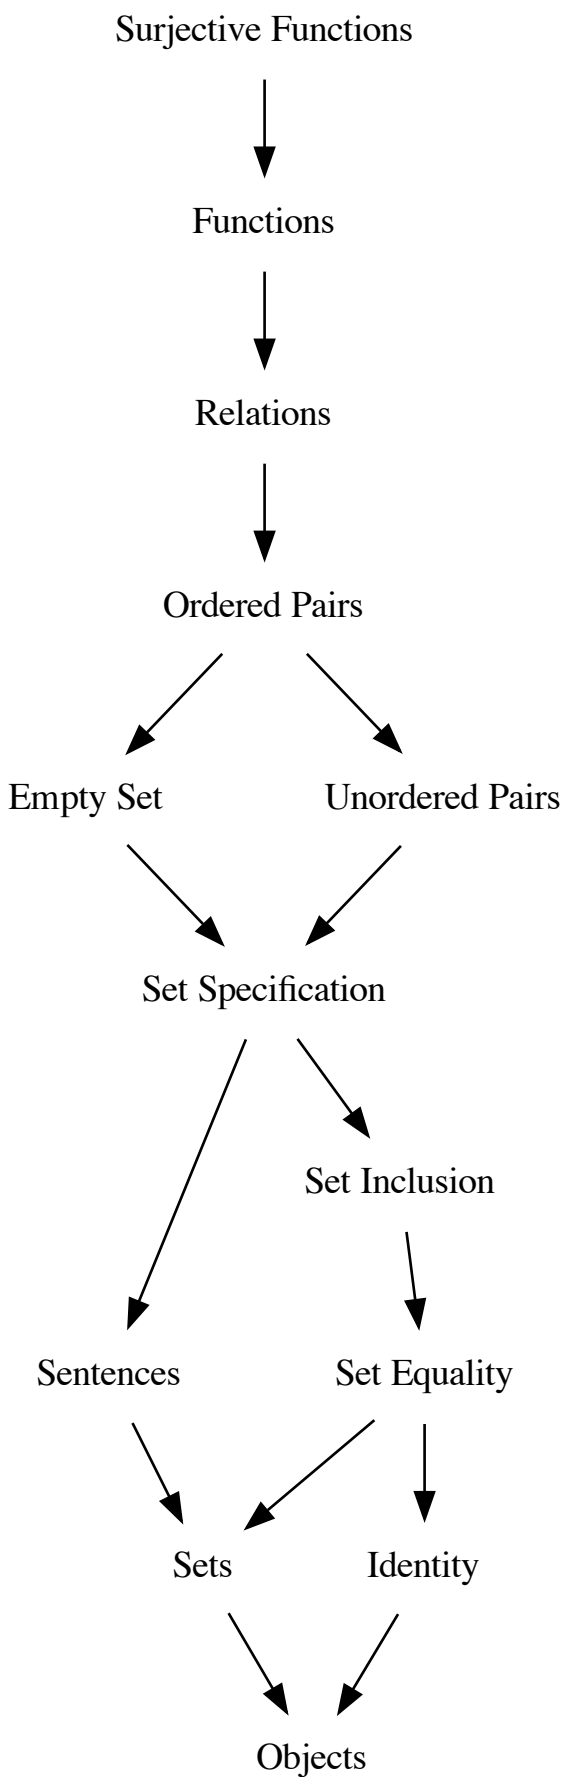 Surjective Functions
Functions
Relations
Ordered Pairs
Empty Set
Unordered Pairs
Set Specification
Set Inclusion
Sentences
Set Equality
Sets
Identity
Objects